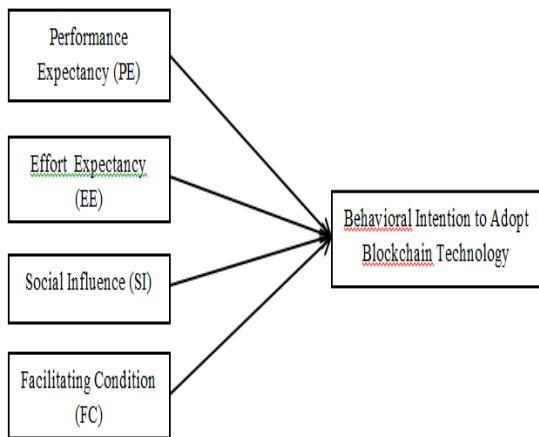 Performance
Expectancy (PE)
Effort Expectancy
(EE)
Social Influence (SI)
Facilitating Condition
(FC)
Behavioral Intention to Adopt
Blockchain Technology